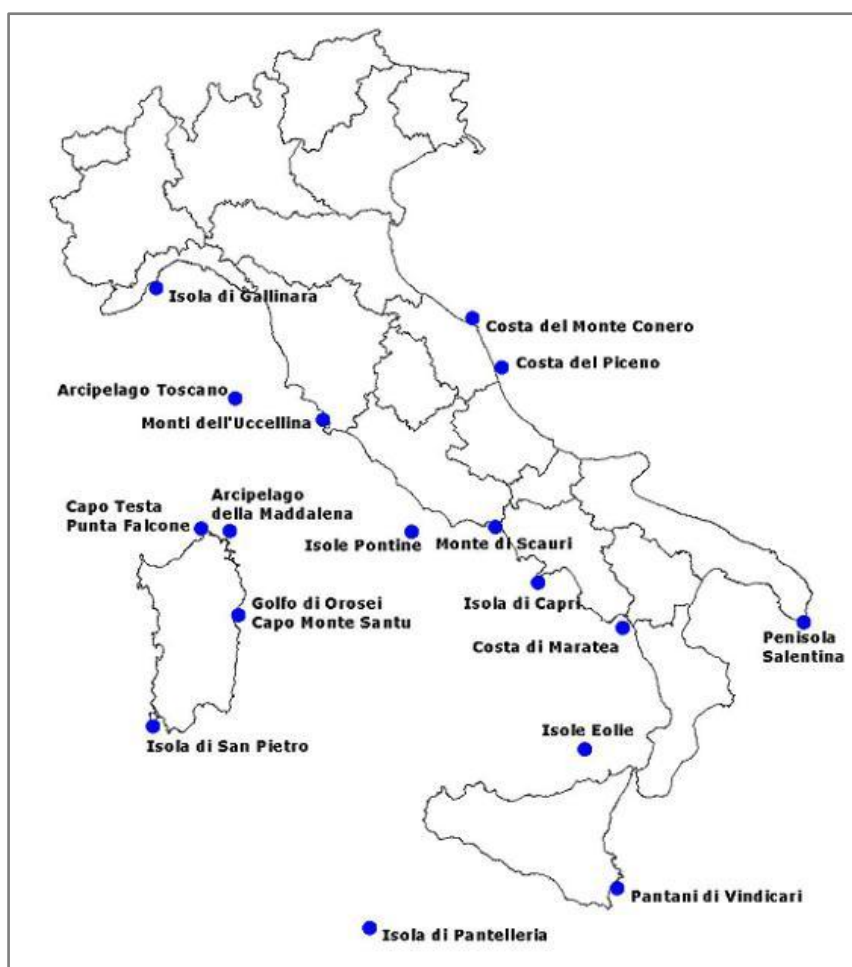 Isola di Gallinara
Costa del Monte Conero
Costa del Piceno
Arcipelago Toscano
Monti dell'Uccellina
Capo Testa
Punta Falcone
Arcipelago
della Maddalena
Isole Pontine
Monte di Scauri
Isola di Capri
Golfo di Orosei
Capo Monte Santu
Costa di Maratea
Penisola
Salentina
Isola di San Pietro
Isole Eolie
Pantani di Vindicari
Isola di Pantelleria